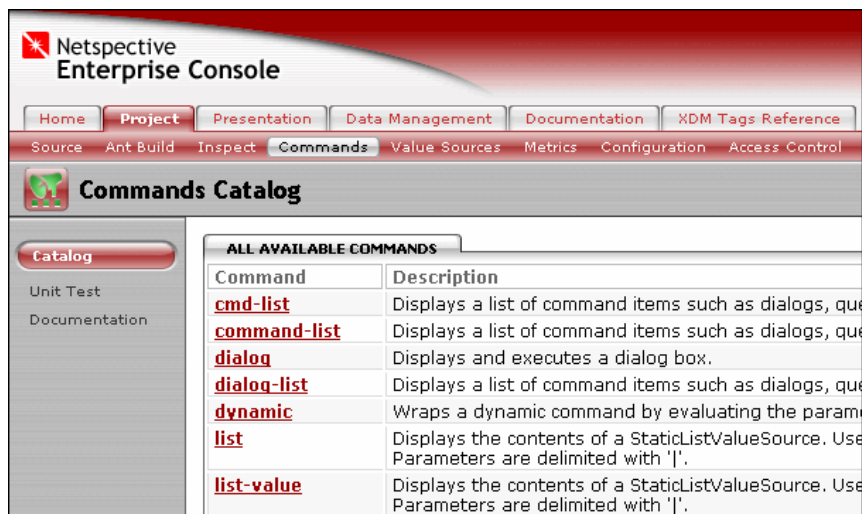 Netspective
Enterprise Console
Home Project Presentation Data Management Documentation XDM Tags Reference
Source Ant Build Inspect Commands Value Sources Metrics Configuration Access Control
Commands Catalog
Catalog
Unit Test
Documentation
ALL AVAILABLE COMMANDS
Command Description
cmd-list Displays a list of command items such as dialogs, que
command-list Displays a list of command items such as dialogs, que
dialog Displays and executes a dialog box.
dialog-list Displays a list of command items such as dialogs, que
dynamic Wraps a dynamic command by evaluating the param
list Displays the contents of a StaticListValueSource. Use
Parameters are delimited with '|'.
list-value Displays the contents of a StaticListValueSource. Use
Parameters are delimited with '|'.